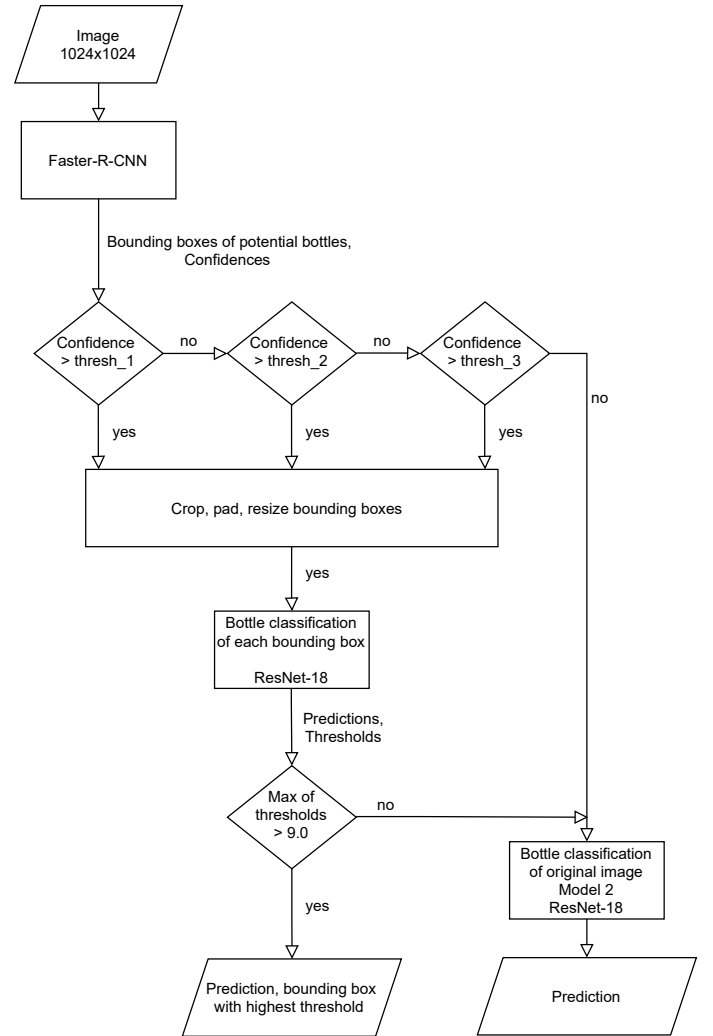 Image
1024x1024
Faster-R-CNN
Bounding boxes of potential bottles,
Confidences
Confidence
> thresh_1
no
Confidence
> thresh_2
no
Confidence
> thresh_3
no
yes
yes
yes
Crop, pad, resize bounding boxes
yes
Bottle classification
of each bounding box
ResNet-18
Predictions,
Thresholds
Max of
thresholds
> 9.0
no
yes
Bottle classification
of original image
Model 2
ResNet-18
Prediction, bounding box
with highest threshold
Prediction